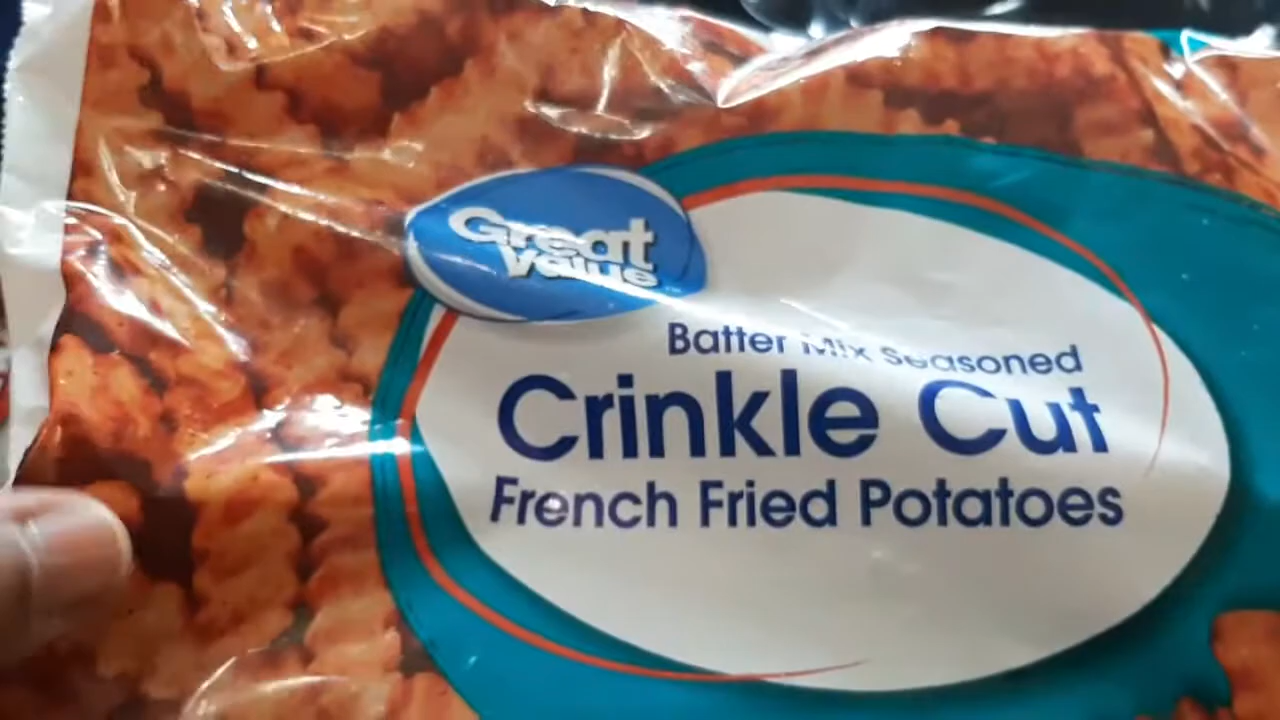 Great
Value
Batter Mix Seasoned
Crinkle Cut
French Fried Potatoes